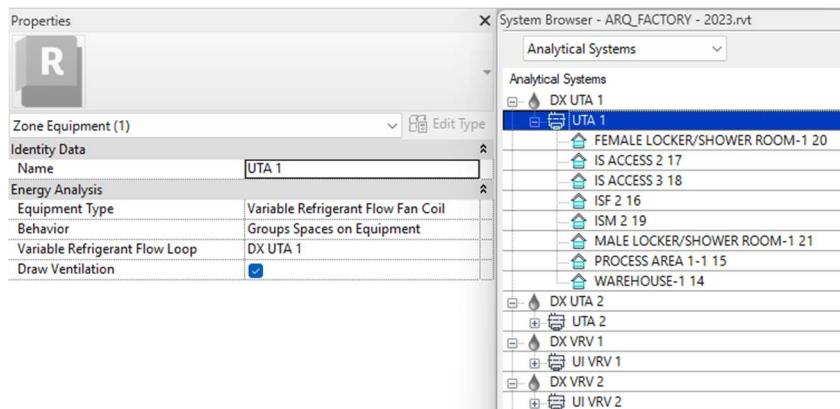 Properties
R
Zone Equipment (1)
Edit Type
Identity Data
Name UTA 1
Energy Analysis
Equipment Type Variable Refrigerant Flow Fan Coil
Behavior Groups Spaces on Equipment
Variable Refrigerant Flow Loop DX UTA 1
Draw Ventilation
System Browser - ARQ_FACTORY - 2023.rvt
Analytical Systems
Analytical Systems
DX UTA 1
UTA 1
FEMALE LOCKER/SHOWER ROOM-1 20
IS ACCESS 2 17
IS ACCESS 3 18
ISF 2 16
ISM 2 19
MALE LOCKER/SHOWER ROOM-1 21
PROCESS AREA 1-1 15
WAREHOUSE-1 14
DX UTA 2
UTA 2
DX VRV 1
UI VRV 1
DX VRV 2
UI VRV 2